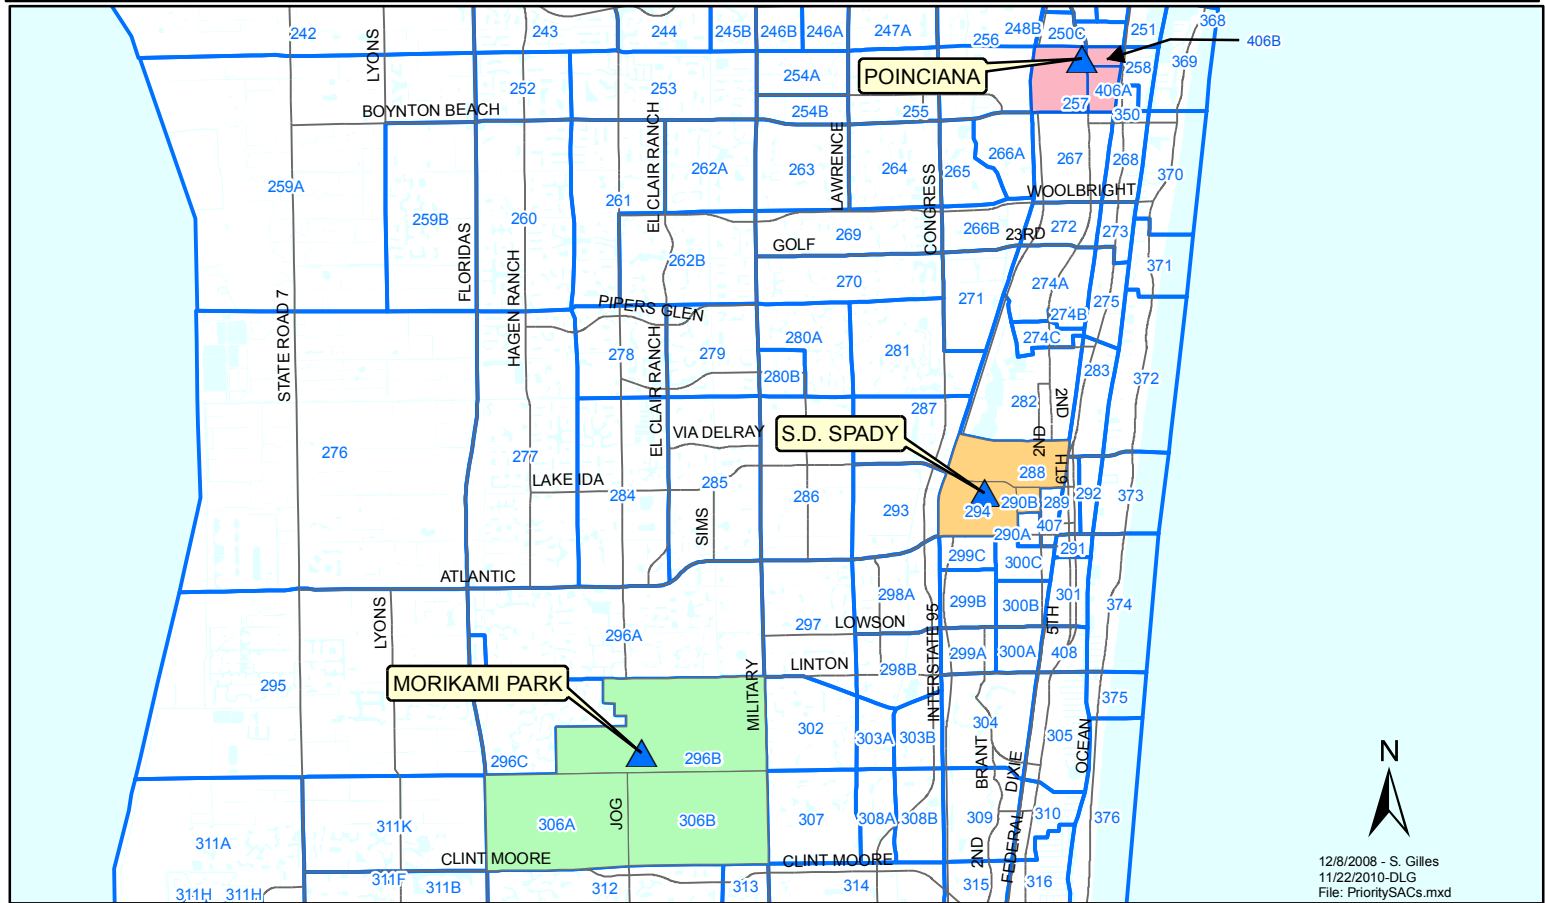 242
243
244
245B
246B
246A
247A
256
248B
250C
251
368
406B
LYONS
POINCIANA
254A
258
369
252
253
406A
257
BOYNTON BEACH
254B
255
350
EL CLAIR RANCH
LAWRENCE
266A
267
268
259A
262A
263
264
265
370
CONGRESS
WOOLBRIGHT
259B
260
261
FLORIDAS
269
266B
23RD
272
273
GOLF
262B
371
270
274A
HAGEN RANCH
STATE ROAD 7
PIPERS GLEN
271
275
274B
280A
274C
278
279
281
EL CLAIR RANCH
283
280B
372
287
282
2ND
S.D. SPADY
VIA DELRAY
2ND
276
277
19TH
288
LAKE IDA
285
284
286
292
373
290B
289
293
294
SIMS
407
290A
291
299C
300C
ATLANTIC
298A
301
299B
300B
374
LYONS
297
LOWSON
5TH
296A
INTERSTATE 95
299A
300A
408
LINTON
298B
MORIKAMI PARK
295
MILITARY
375
304
302
303A
303B
305
OCEAN
296C
296B
BRANT
DIXIE
N
JOG
306A
306B
307
308A
308B
309
310
376
311K
311A
FEDERAL
2ND
CLINT MOORE
CLINT MOORE
311F
311B
312
313
314
315
316
311H
311H
12/8/2008 - S. Gilles
11/22/2010-DLG
File: PrioritySACs.mxd